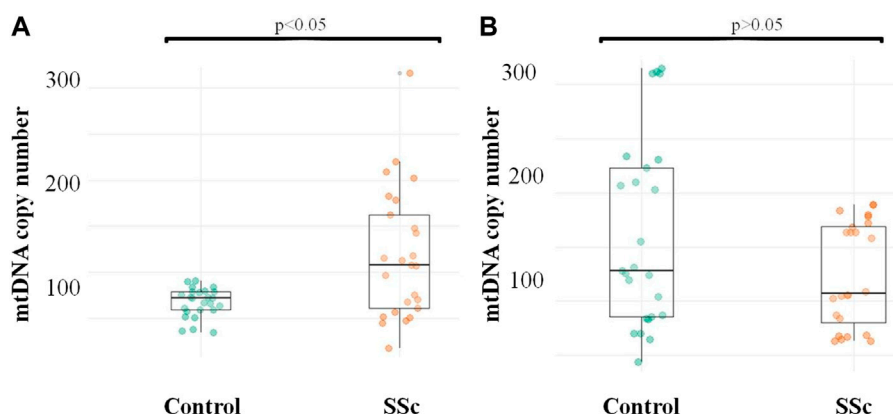 A
p<0.05
mtDNA copy number
300
200
100
Control SSc
B
p>0.05
mtDNA copy number
300
200
100
Control SSc